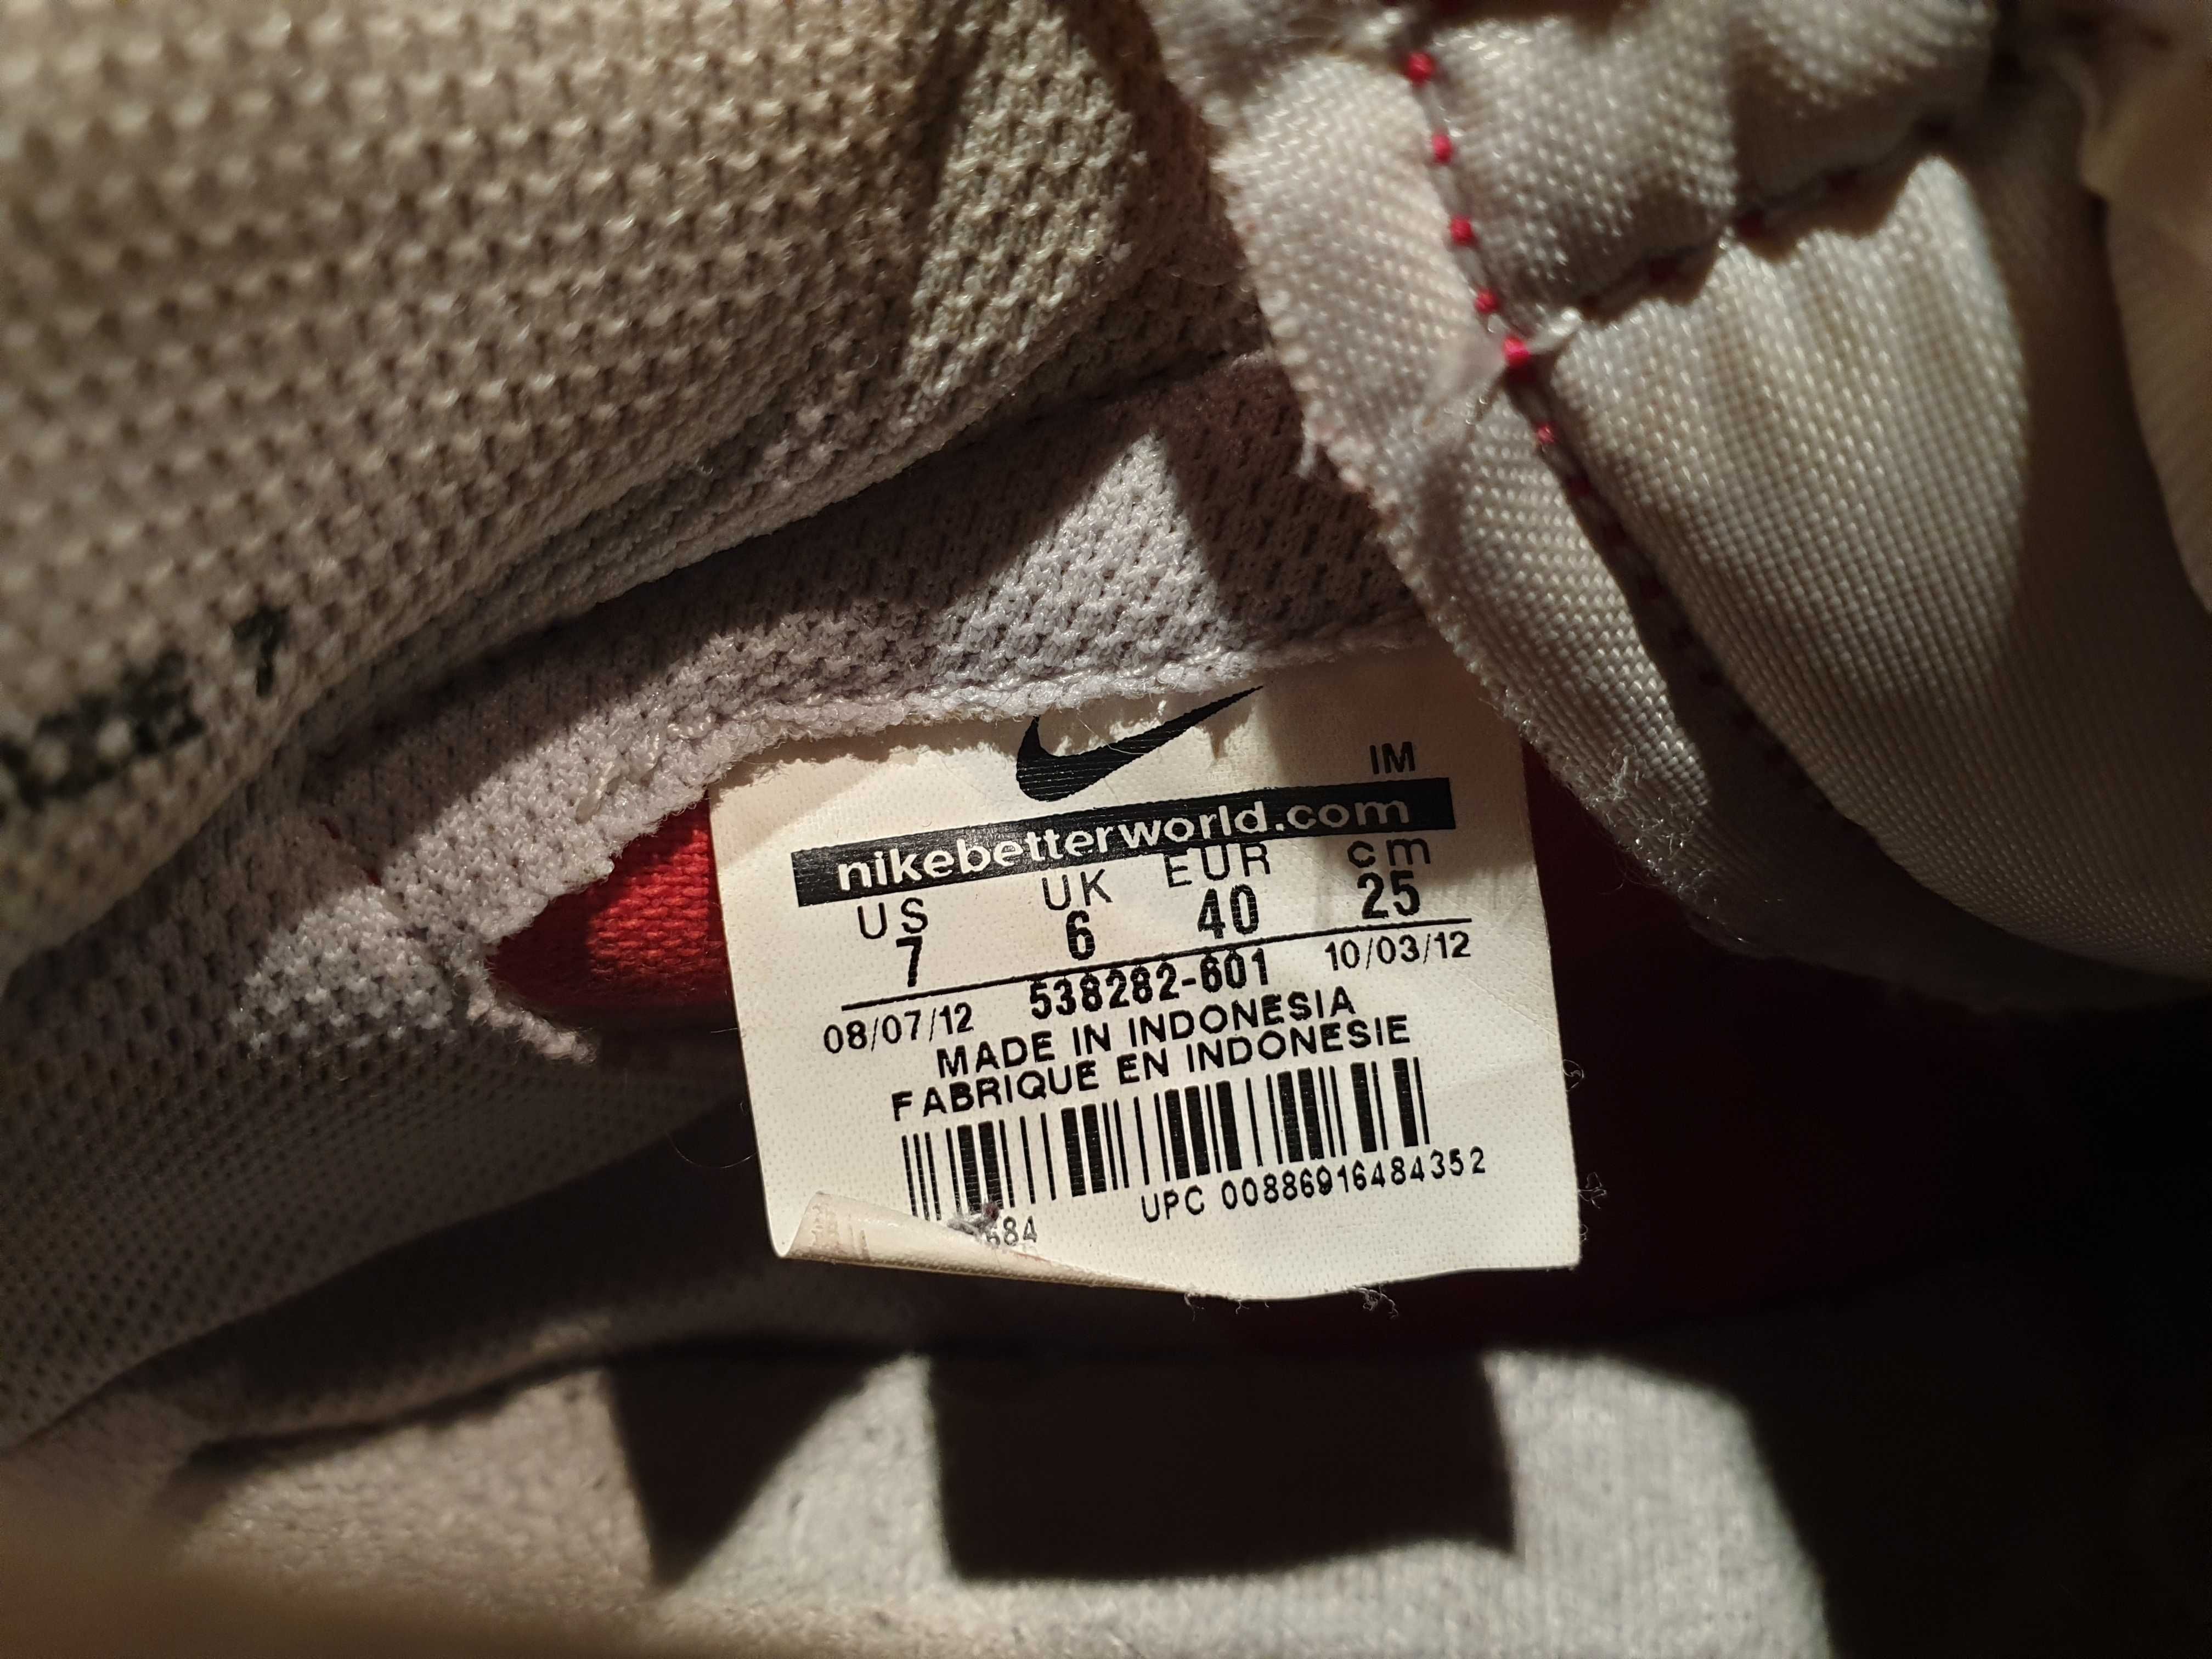 IM
nikebetterworld.com
US UK EUR cm
7 6 40 25
08/07/12 538282-601 10/03/12
MADE IN INDONESIA
FABRIQUE EN INDONESIE
UPC 00886916484352